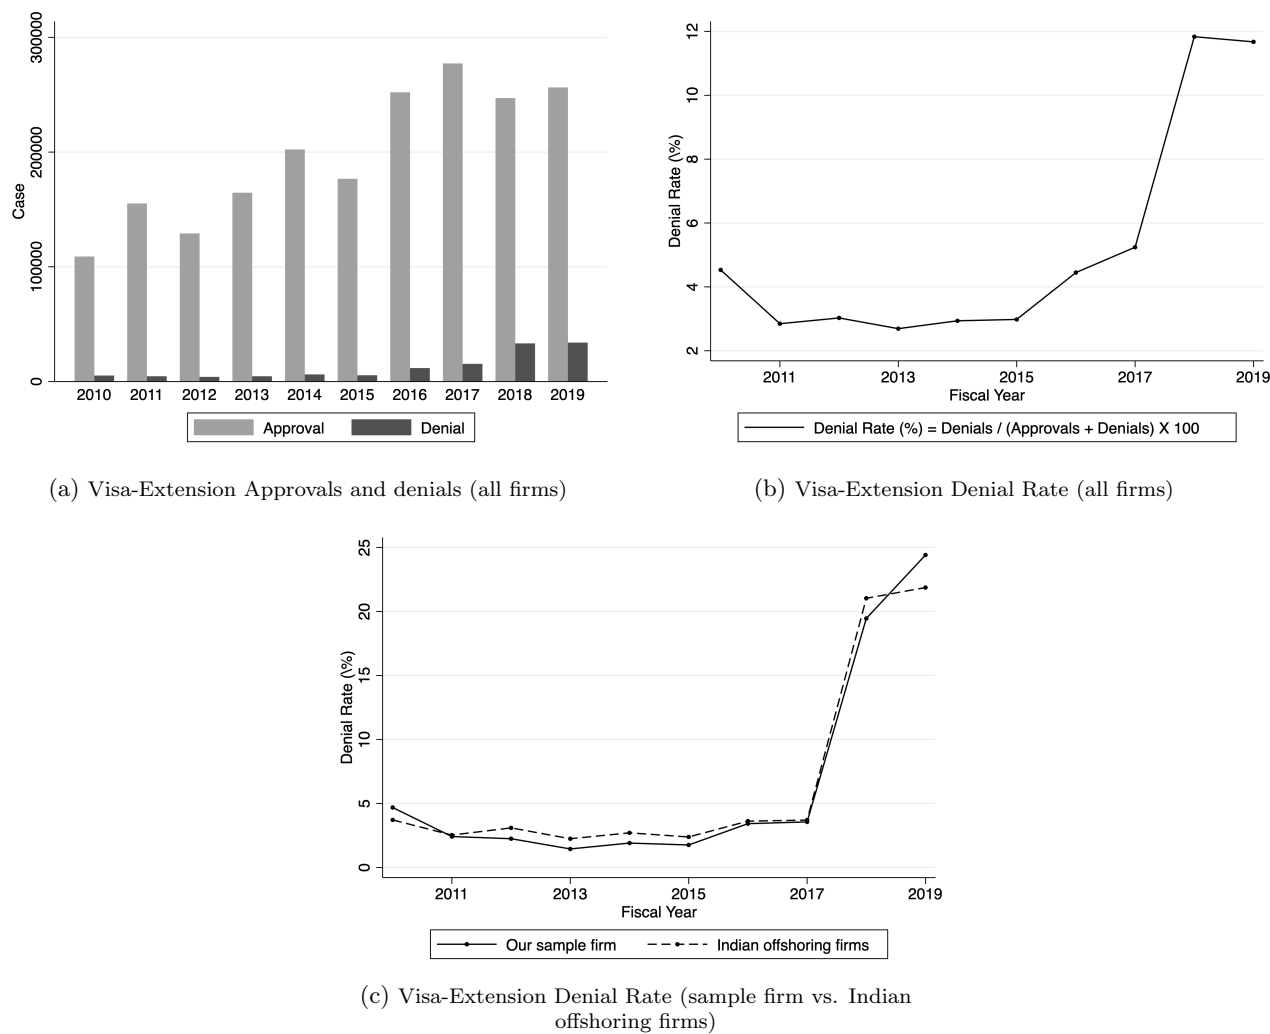 300000
200000
100000
0
Case
2010 2011 2012 2013 2014 2015 2016 2017 2018 2019
Approval Denial
(a) Visa-Extension Approvals and denials (all firms)
12
10
8
6
4
2
Denial Rate (\%)
2011 2013 2015 2017 2019
Fiscal Year
Denial Rate (%) = Denials / (Approvals + Denials) X 100
(b) Visa-Extension Denial Rate (all firms)
25
20
15
10
5
0
Denial Rate (\%)
2011 2013 2015 2017 2019
Fiscal Year
Our sample firm Indian offshoring firms
(c) Visa-Extension Denial Rate (sample firm vs. Indian
offshoring firms)